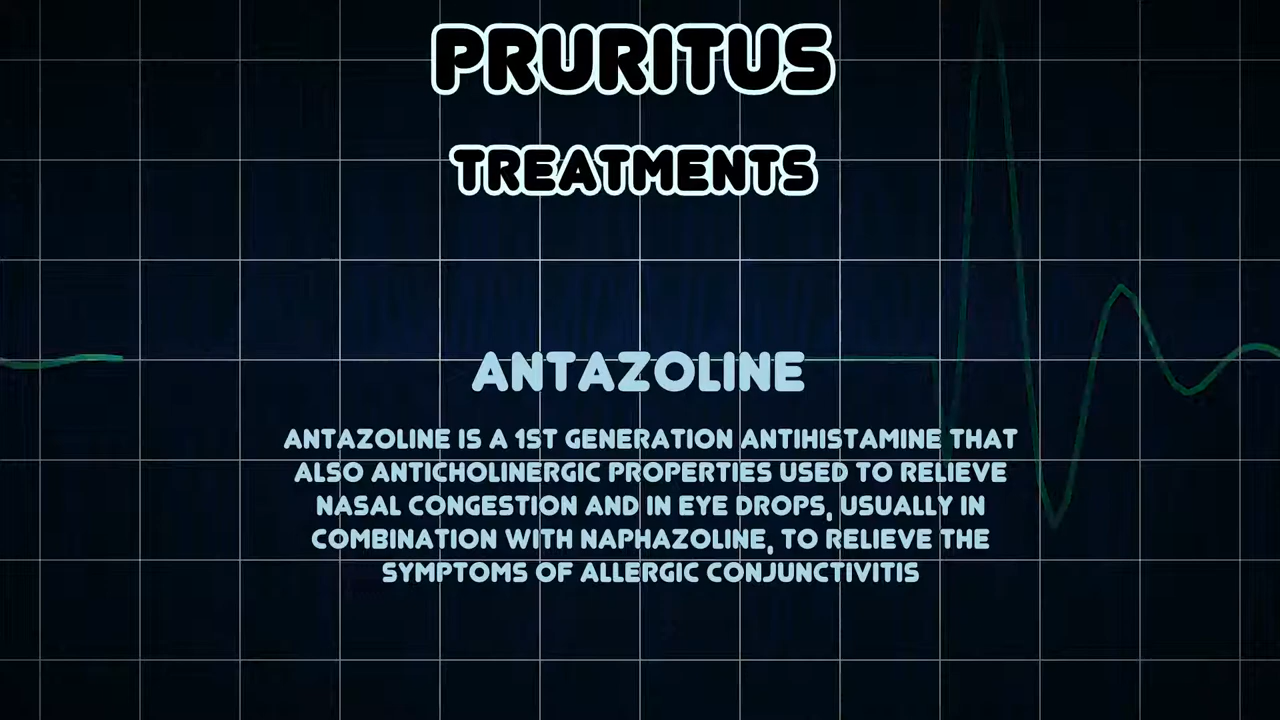 PRURITUS
TREATMENTS
ANTAZOLINE
ANTAZOLINE IS A 1ST GENERATION ANTIHISTAMINE THAT
ALSO ANTICHOLINERGIC PROPERTIES USED TO RELIEVE
NASAL CONGESTION AND IN EYE DROPS, USUALLY IN
COMBINATION WITH NAPHAZOLINE, TO RELIEVE THE
SYMPTOMS OF ALLERGIC CONJUNCTIVITIS